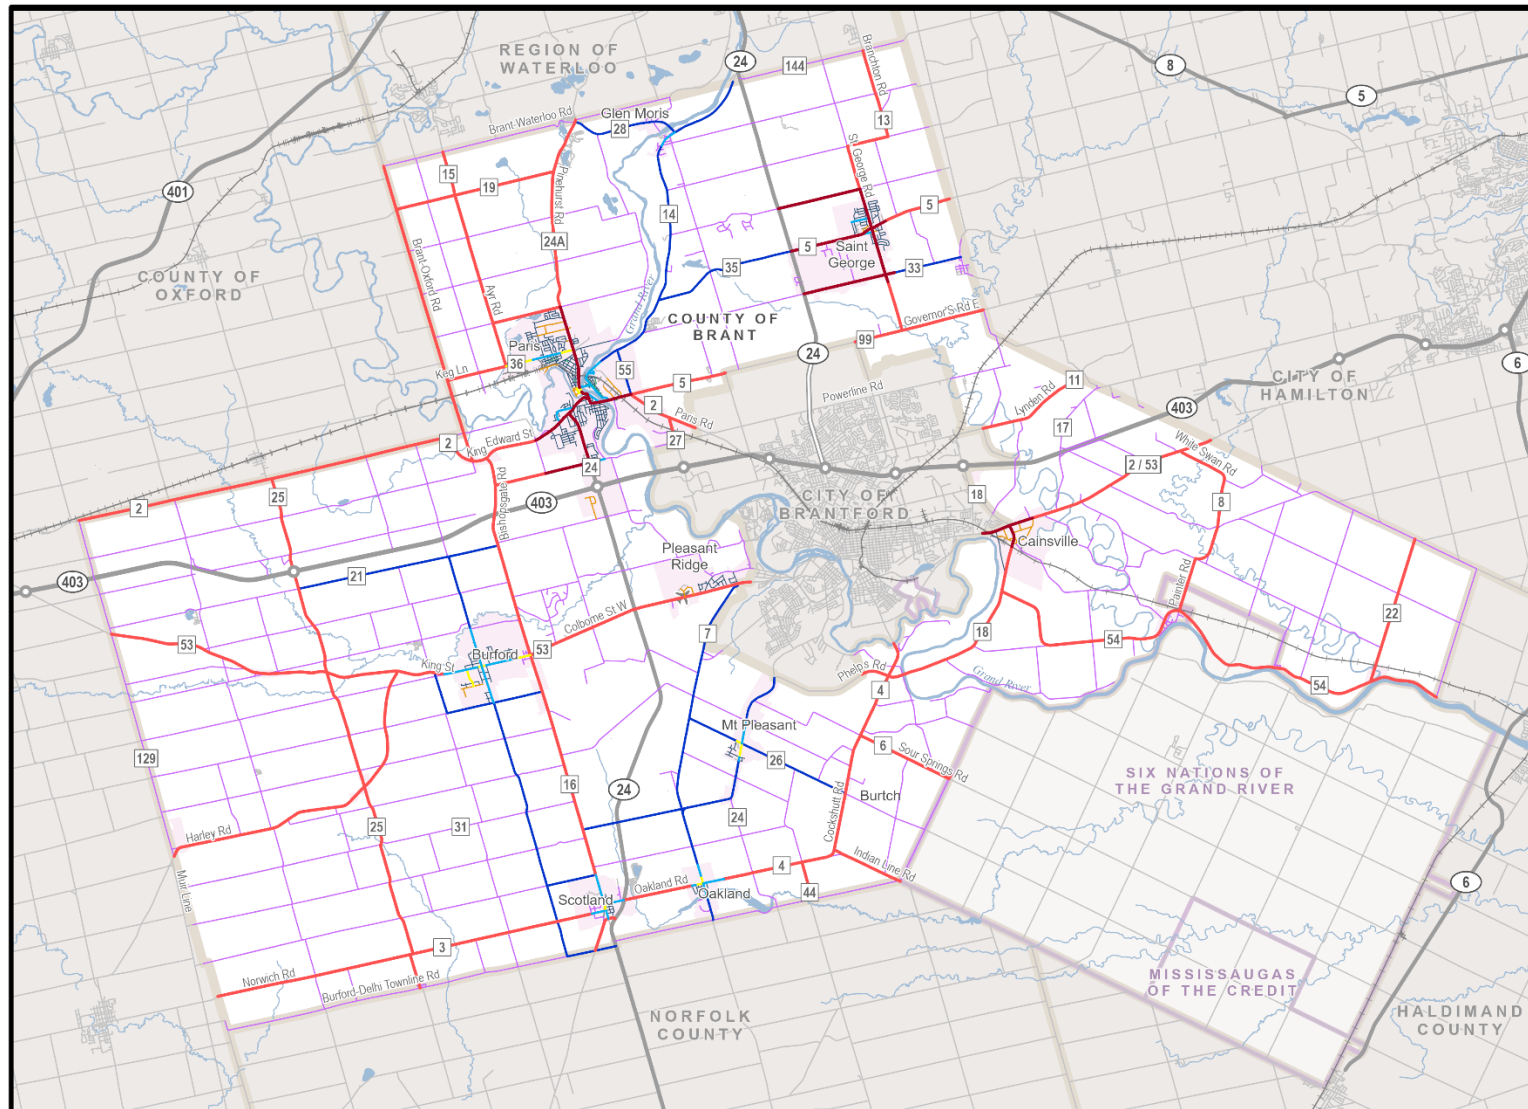 REGION OF
WATERLOO
24
144
Branchton Rd
8
5
Brant-Waterloo Rd
Glen Morris
28
13
15
19
Pinehurst Rd
St. George Rd
401
14
5
24A
5
Saint
George
COUNTY OF
OXFORD
Brant-Oxford Rd
35
33
Ayr Rd
Grand River
COUNTY OF
BRANT
Governor'S Rd E
Paris
99
24
36
55
6
Keg Ln
5
CITY OF
HAMILTON
11
Powerline Rd
Lynden Rd
2
Paris Rd
403
17
27
2
King Edward St
White Swan Rd
24
2 / 53
25
Bishopsgate Rd
CITY OF
BRANTFORD
18
8
2
403
Cainsville
Pleasant
Ridge
21
403
Painter Rd
Colborne St W
22
7
18
54
53
53
King St
Burford
Phelps Rd
Grand River
4
54
Mt Pleasant
129
6
Sour Springs Rd
26
SIX NATIONS OF
THE GRAND RIVER
16
24
Burtch
24
Cockshutt Rd
Harley Rd
25
31
Indian Line Rd
4
Muir Line
Oakland Rd
44
6
Scotland
Oakland
3
Norwich Rd
Burford-Delhi Townline Rd
MISSISSAUGAS
OF THE CREDIT
NORFOLK
COUNTY
HALDIMAND
COUNTY